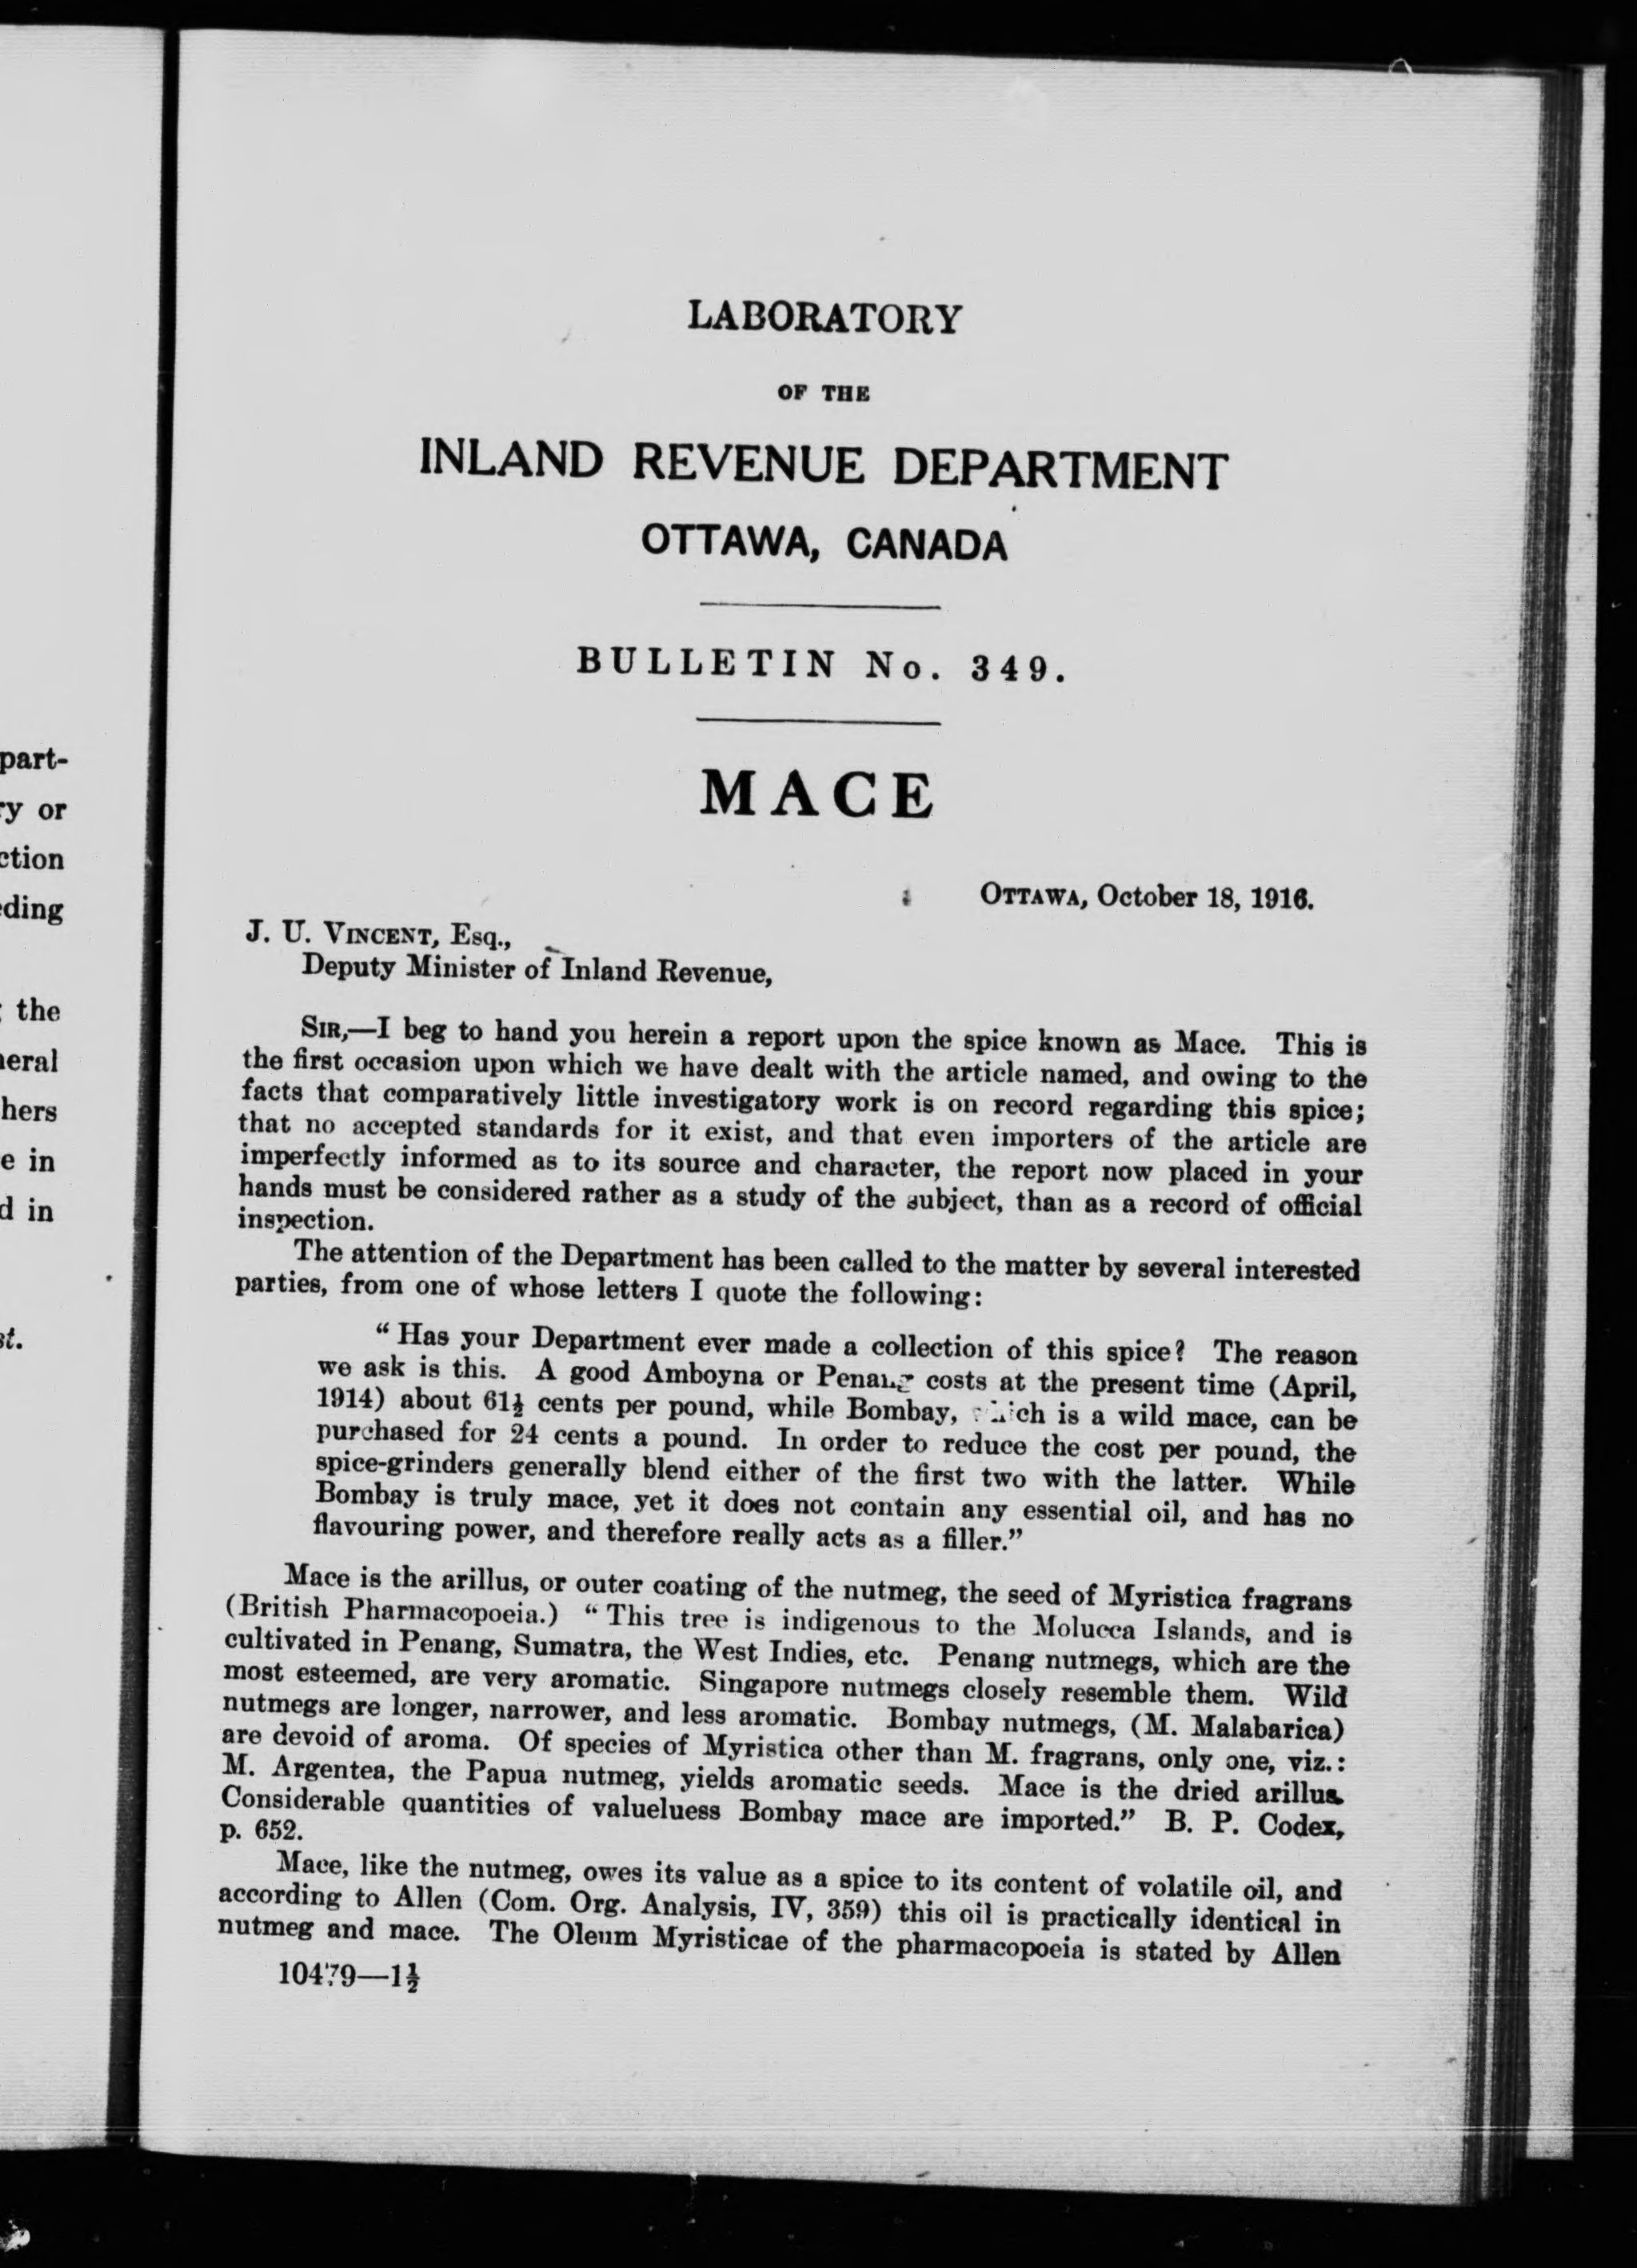 part-
ry or
ction
ding
the
eral
hers
e in
d in
st.
LABORATORY
OF THE
INLAND REVENUE DEPARTMENT
OTTAWA, CANADA
BULLETIN No. 349.
MACE
OTTAWA, October 18, 1916.
J. U. VINCENT, Esq.,
Deputy Minister of Inland Revenue,
SIR,—I beg to hand you herein a report upon the spice known as Mace. This is
the first occasion upon which we have dealt with the article named, and owing to the
facts that comparatively little investigatory work is on record regarding this spice;
that no accepted standards for it exist, and that even importers of the article are
imperfectly informed as to its source and character, the report now placed in your
hands must be considered rather as a study of the subject, than as a record of official
inspection.
The attention of the Department has been called to the matter by several interested
parties, from one of whose letters I quote the following:
“Has your Department ever made a collection of this spice? The reason
we ask is this. A good Amboyna or Penang costs at the present time (April,
1914) about 61½ cents per pound, while Bombay, which is a wild mace, can be
purchased for 24 cents a pound. In order to reduce the cost per pound, the
spice-grinders generally blend either of the first two with the latter. While
Bombay is truly mace, yet it does not contain any essential oil, and has no
flavouring power, and therefore really acts as a filler.”
Mace is the arillus, or outer coating of the nutmeg, the seed of Myristica fragrans
(British Pharmacopoeia.) “This tree is indigenous to the Molucca Islands, and is
cultivated in Penang, Sumatra, the West Indies, etc. Penang nutmegs, which are the
most esteemed, are very aromatic. Singapore nutmegs closely resemble them. Wild
nutmegs are longer, narrower, and less aromatic. Bombay nutmegs, (M. Malabarica)
are devoid of aroma. Of species of Myristica other than M. fragrans, only one, viz.:
M. Argentea, the Papua nutmeg, yields aromatic seeds. Mace is the dried arillus.
Considerable quantities of valueluess Bombay mace are imported.” B. P. Codex,
p. 652.
Mace, like the nutmeg, owes its value as a spice to its content of volatile oil, and
according to Allen (Com. Org. Analysis, IV, 359) this oil is practically identical in
nutmeg and mace. The Oleum Myristicae of the pharmacopoeia is stated by Allen
10479—1½